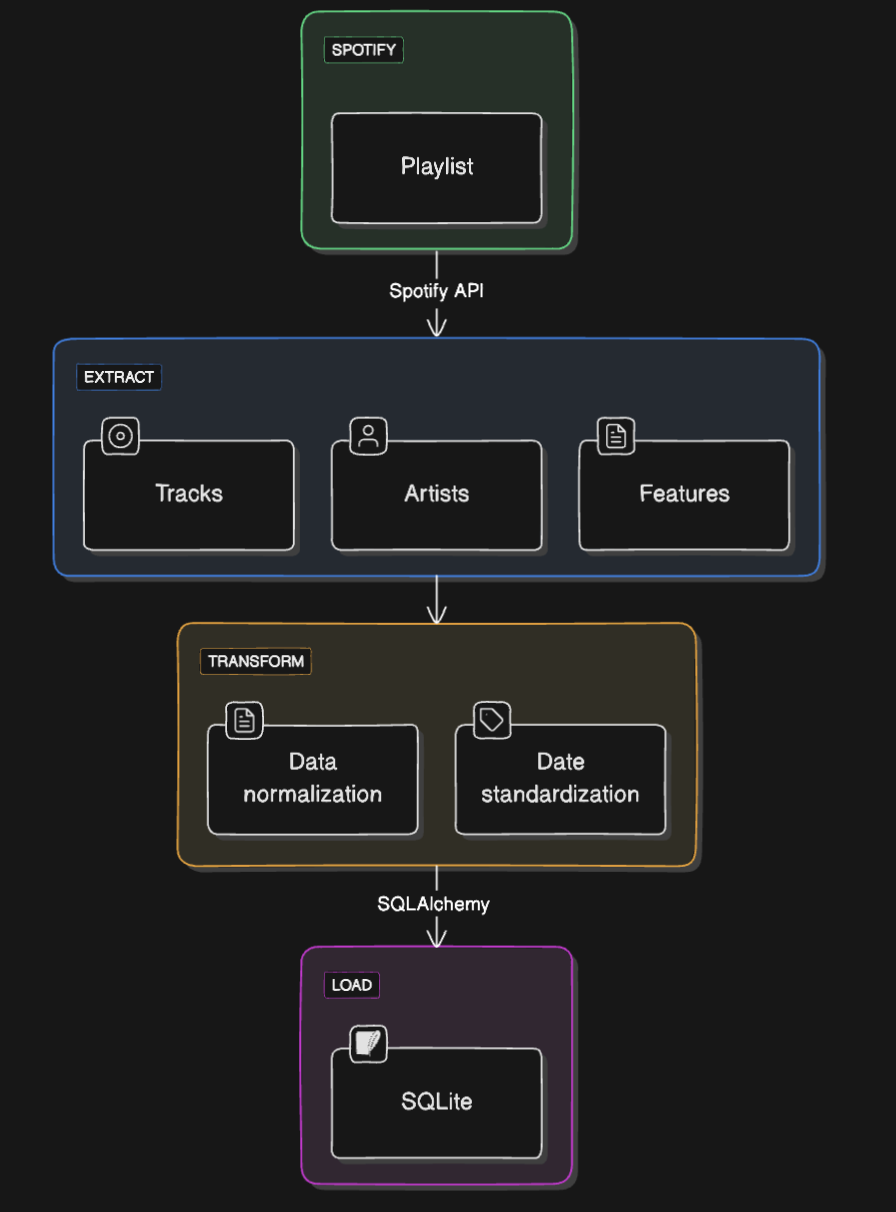 SPOTIFY
Playlist
Spotify API
EXTRACT
Tracks
Artists
Features
TRANSFORM
Data
normalization
Date
standardization
SQLAlchemy
LOAD
SQLite